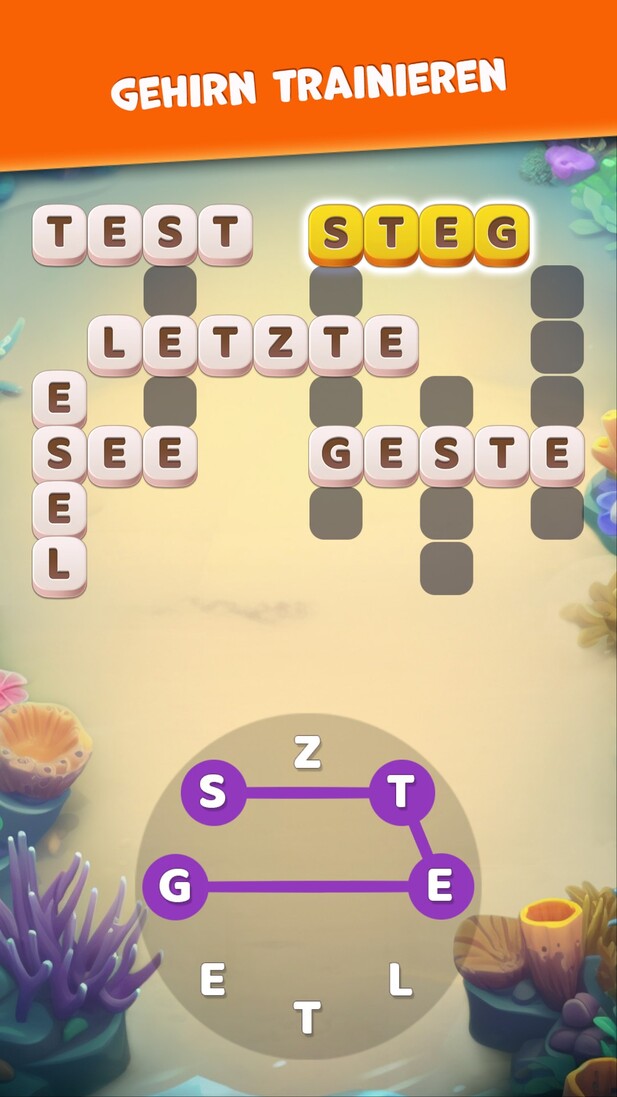 GEHIRN TRAINIEREN
TEST STEG
LETZTE
E
SEE GESTE
E
L
Z
S T
G E
E L
T